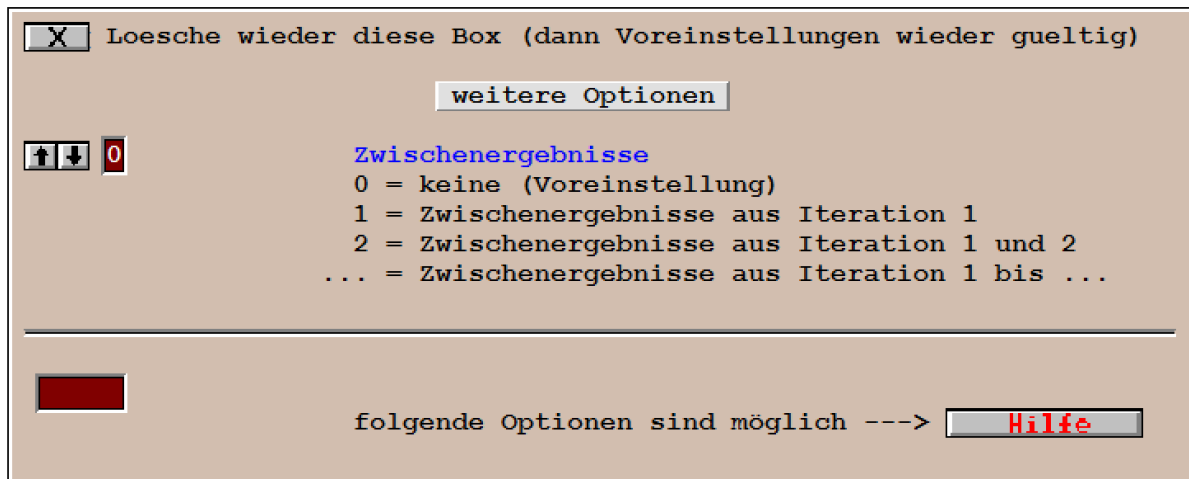 X Loesche wieder diese Box (dann Voreinstellungen wieder gueltig)
weitere Optionen
0 Zwischenergebnisse
0 = keine (Voreinstellung)
1 = Zwischenergebnisse aus Iteration 1
2 = Zwischenergebnisse aus Iteration 1 und 2
... = Zwischenergebnisse aus Iteration 1 bis ...
folgende Optionen sind möglich ---> Hilfe